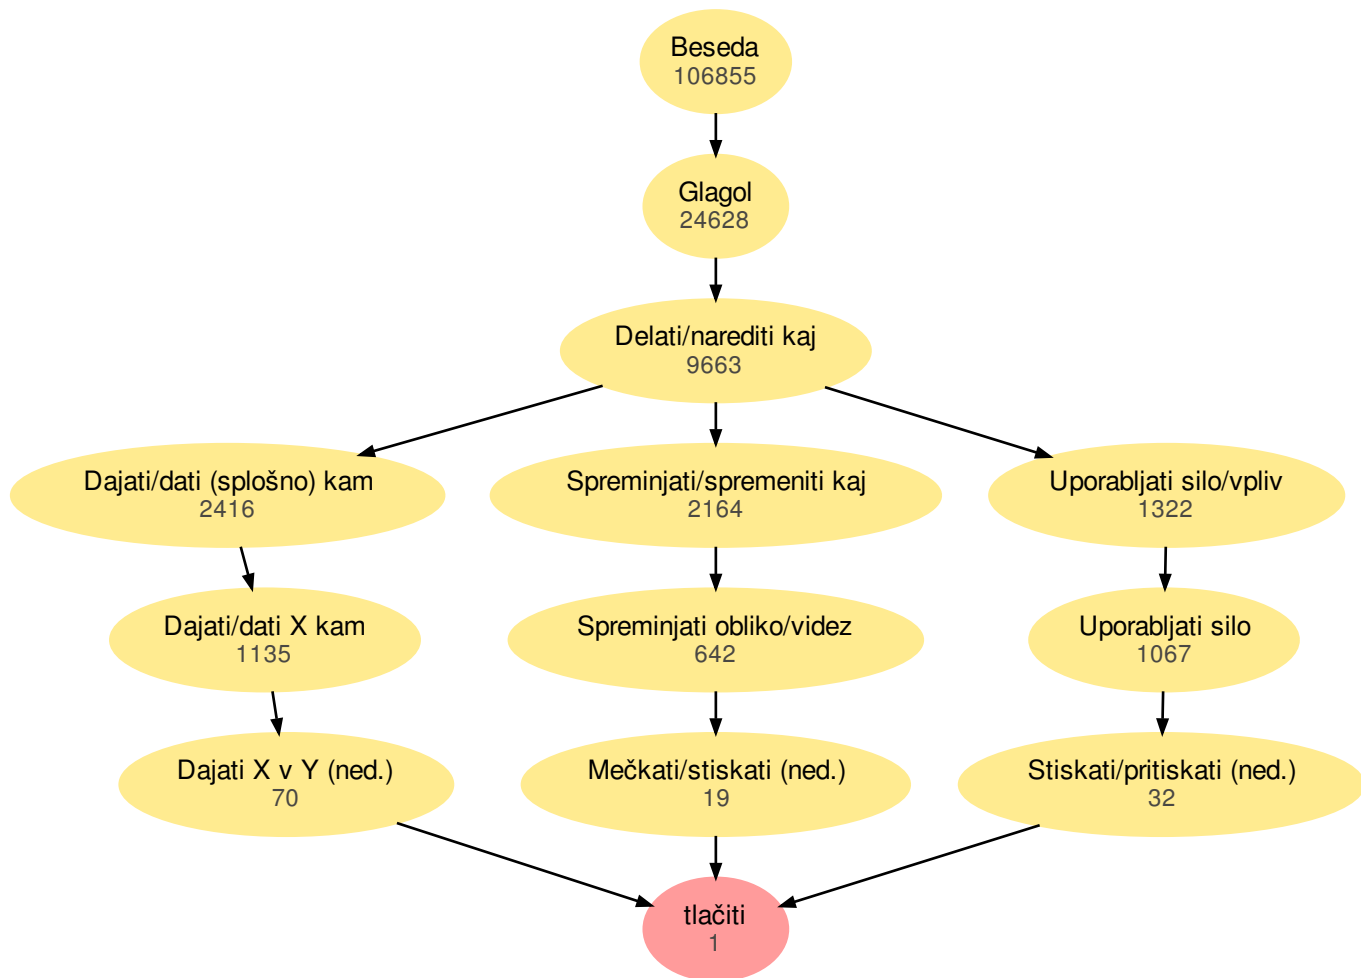 Beseda
106855
Glagol
24628
Delati/narediti kaj
9663
Dajati/dati (splošno) kam
2416
Spreminjati/spremeniti kaj
2164
Uporabljati silo/vpliv
1322
Dajati/dati X kam
1135
Spreminjati obliko/videz
642
Uporabljati silo
1067
Dajati X v Y (ned.)
70
Mečkati/stiskati (ned.)
19
Stiskati/pritiskati (ned.)
32
tlačiti
1